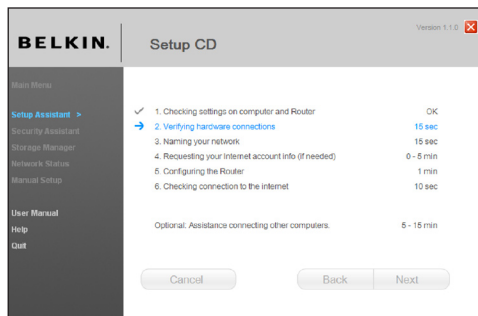 BELKIN.
Setup CD
Version 1.1.0
Main Menu
Setup Assistant >
Security Assistant
Storage Manager
Network Status
Manual Setup
User Manual
Help
Quit
1. Checking settings on computer and Router OK
2. Verifying hardware connections 15 sec
3. Naming your network 15 sec
4. Requesting your Internet account info (if needed) 0 - 5 min
5. Configuring the Router 1 min
6. Checking connection to the internet 10 sec
Optional: Assistance connecting other computers. 5 - 15 min
Cancel
Back
Next